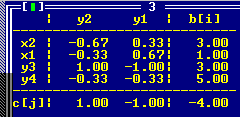 [■] 3
y2 y1 b[i]
x2 -0.67 0.33 3.00
x1 -0.33 0.67 1.00
y3 1.00 -1.00 3.00
y4 -0.33 0.33 5.00
c[j] 1.00 -1.00 -4.00